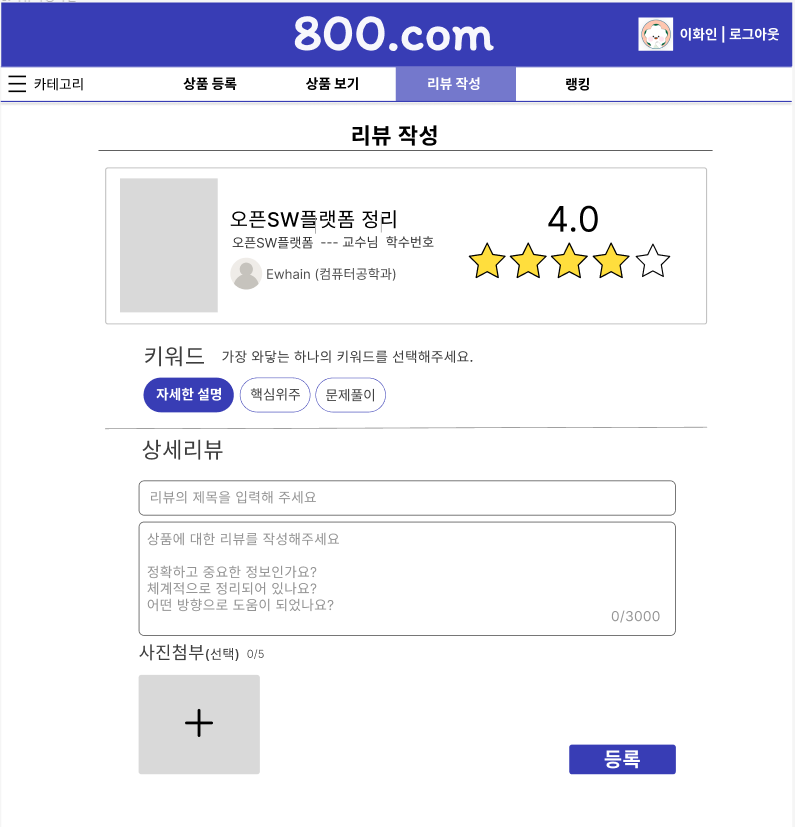 800.com
이화인 | 로그아웃
카테고리 상품 등록 상품 보기 리뷰 작성 랭킹
리뷰 작성
오픈SW플랫폼 정리
오픈SW플랫폼 --- 교수님 학수번호
Ewhain (컴퓨터공학과)
4.0
키워드 가장 와닿는 하나의 키워드를 선택해주세요.
자세한 설명 핵심위주 문제풀이
상세리뷰
리뷰의 제목을 입력해 주세요
상품에 대한 리뷰를 작성해주세요
정확하고 중요한 정보인가요?
체계적으로 정리되어 있나요?
어떤 방향으로 도움이 되었나요?
0/3000
사진첨부(선택) 0/5
등록